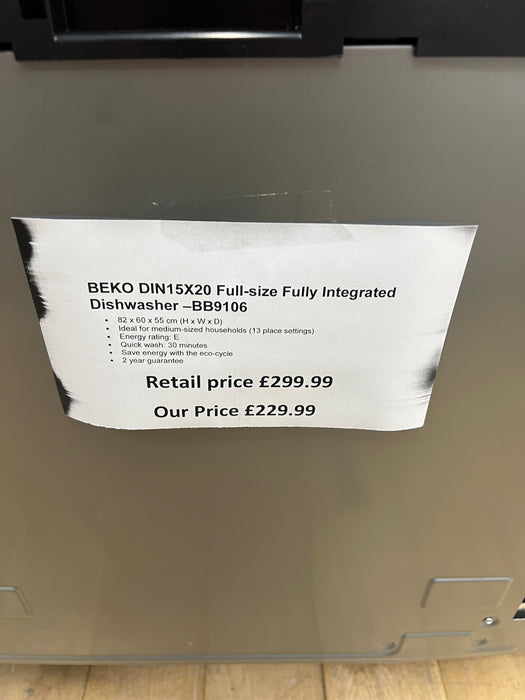 BEKO DIN15X20 Full-size Fully Integrated
Dishwasher –BB9106
• 82 x 60 x 55 cm (H x W x D)
• Ideal for medium-sized households (13 place settings)
• Energy rating: E
• Quick wash: 30 minutes
• Save energy with the eco-cycle
• 2 year guarantee
Retail price £299.99
Our Price £229.99